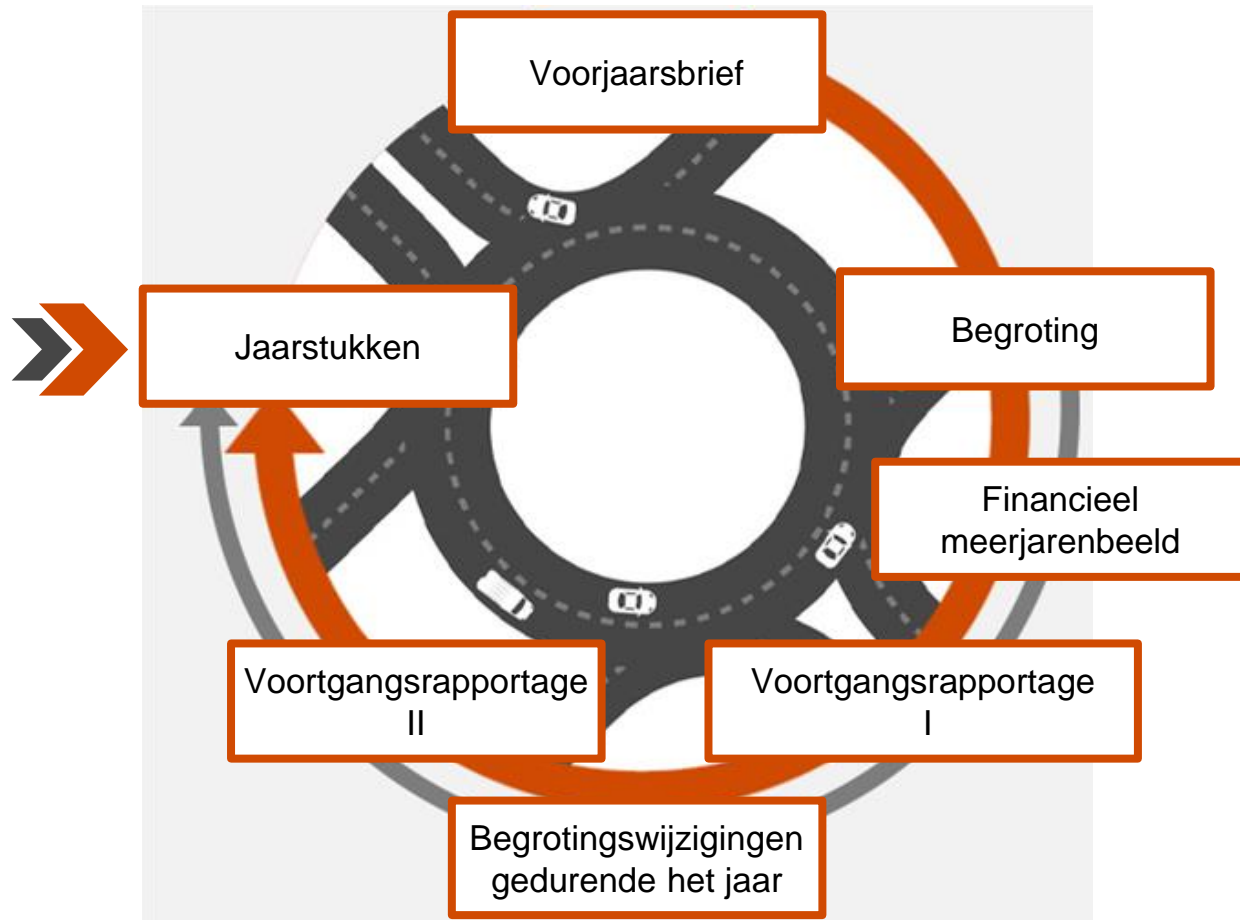 Voorjaarsbrief
Jaarstukken
Begroting
Financieel
meerjarenbeeld
Voortgangsrapportage
II
Voortgangsrapportage
I
Begrotingswijzigingen
gedurende het jaar